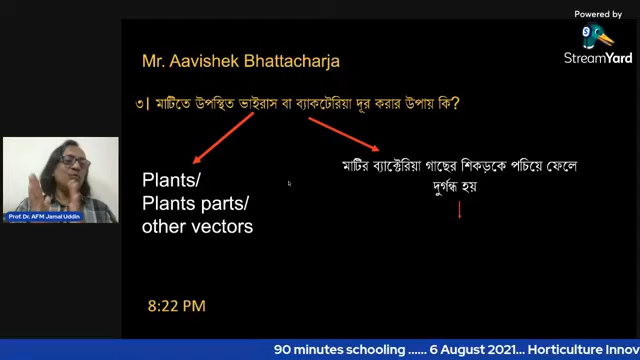 Powered by
StreamYard
Mr. Aavishek Bhattacharja
৩। মাটিতে উপস্থিত ভাইরাস বা ব্যাকটেরিয়া দূর করার উপায় কি?
মাটির ব্যাক্টেরিয়া গাছের শিকড়কে পচিয়ে ফেলে
দুর্গন্ধ হয়
Plants/
Plants parts/
other vectors
Prof. Dr. AFM Jamal Uddin
8:22 PM
90 minutes schooling ...... 6 August 2021... Horticulture Innov